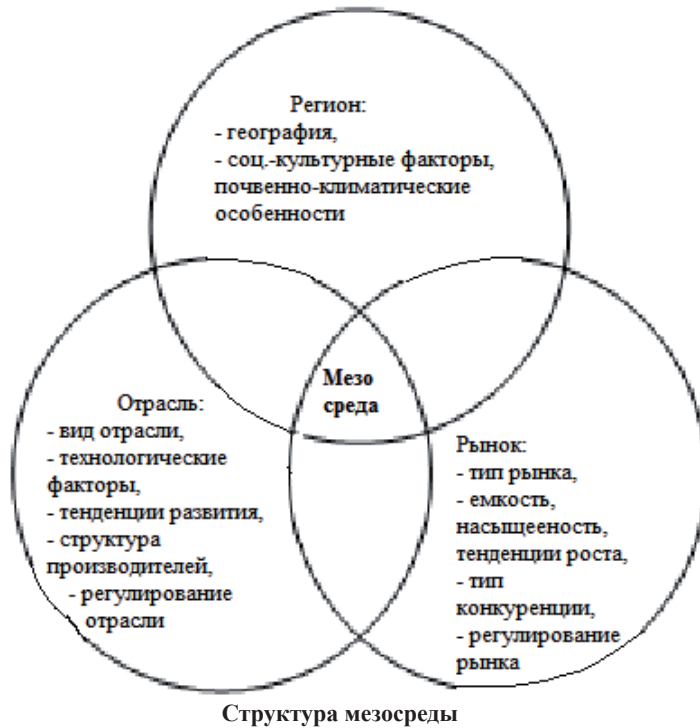 Регион:
- география,
- соц.-культурные факторы,
почвенно-климатические
особенности
Мезо
среда
Отрасль:
- вид отрасли,
- технологические
факторы,
- тенденции развития,
- структура
производителей,
- регулирование
отрасли
Рынок:
- тип рынка,
- емкость,
насыщееность,
тенденции роста,
- тип
конкуренции,
- регулирование
рынка
Структура мезосреды